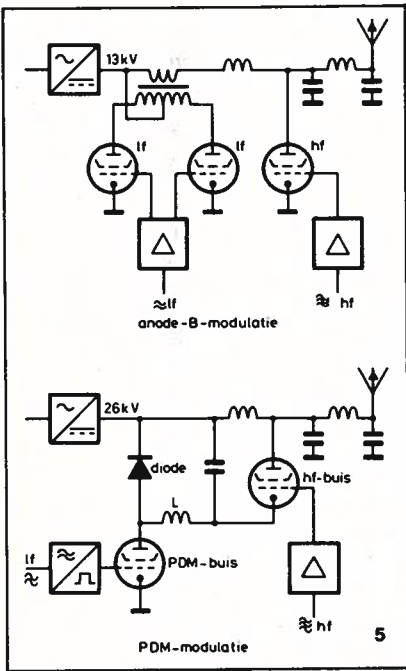 13kV
lf
lf
hf
≈lf
≈ hf
anode-B-modulatie
26kV
diode
hf-buis
L
lf
PDM-buis
≈hf
PDM-modulatie
5